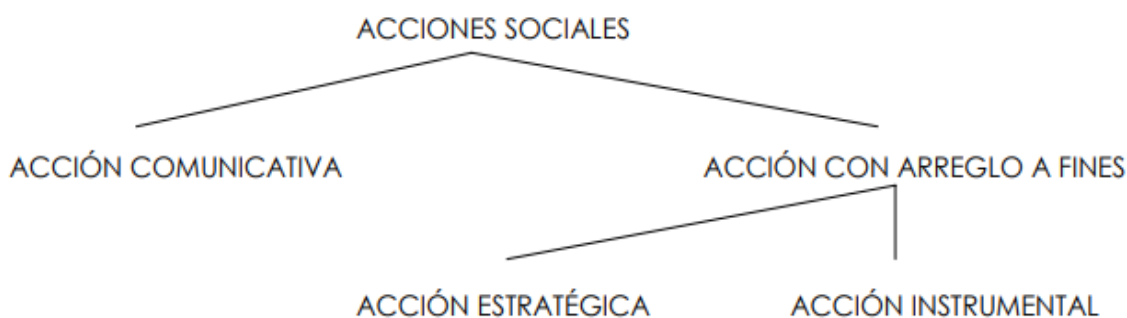 ACCIONES SOCIALES
ACCIÓN COMUNICATIVA
ACCIÓN CON ARREGLO A FINES
ACCIÓN ESTRATÉGICA
ACCIÓN INSTRUMENTAL